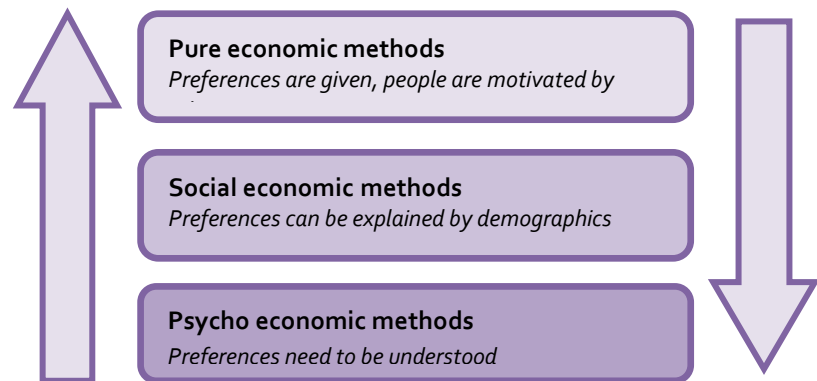 Pure economic methods
Preferences are given, people are motivated by
Social economic methods
Preferences can be explained by demographics
Psycho economic methods
Preferences need to be understood